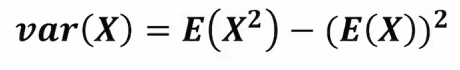 var(X) = E(X²) − (E(X))²